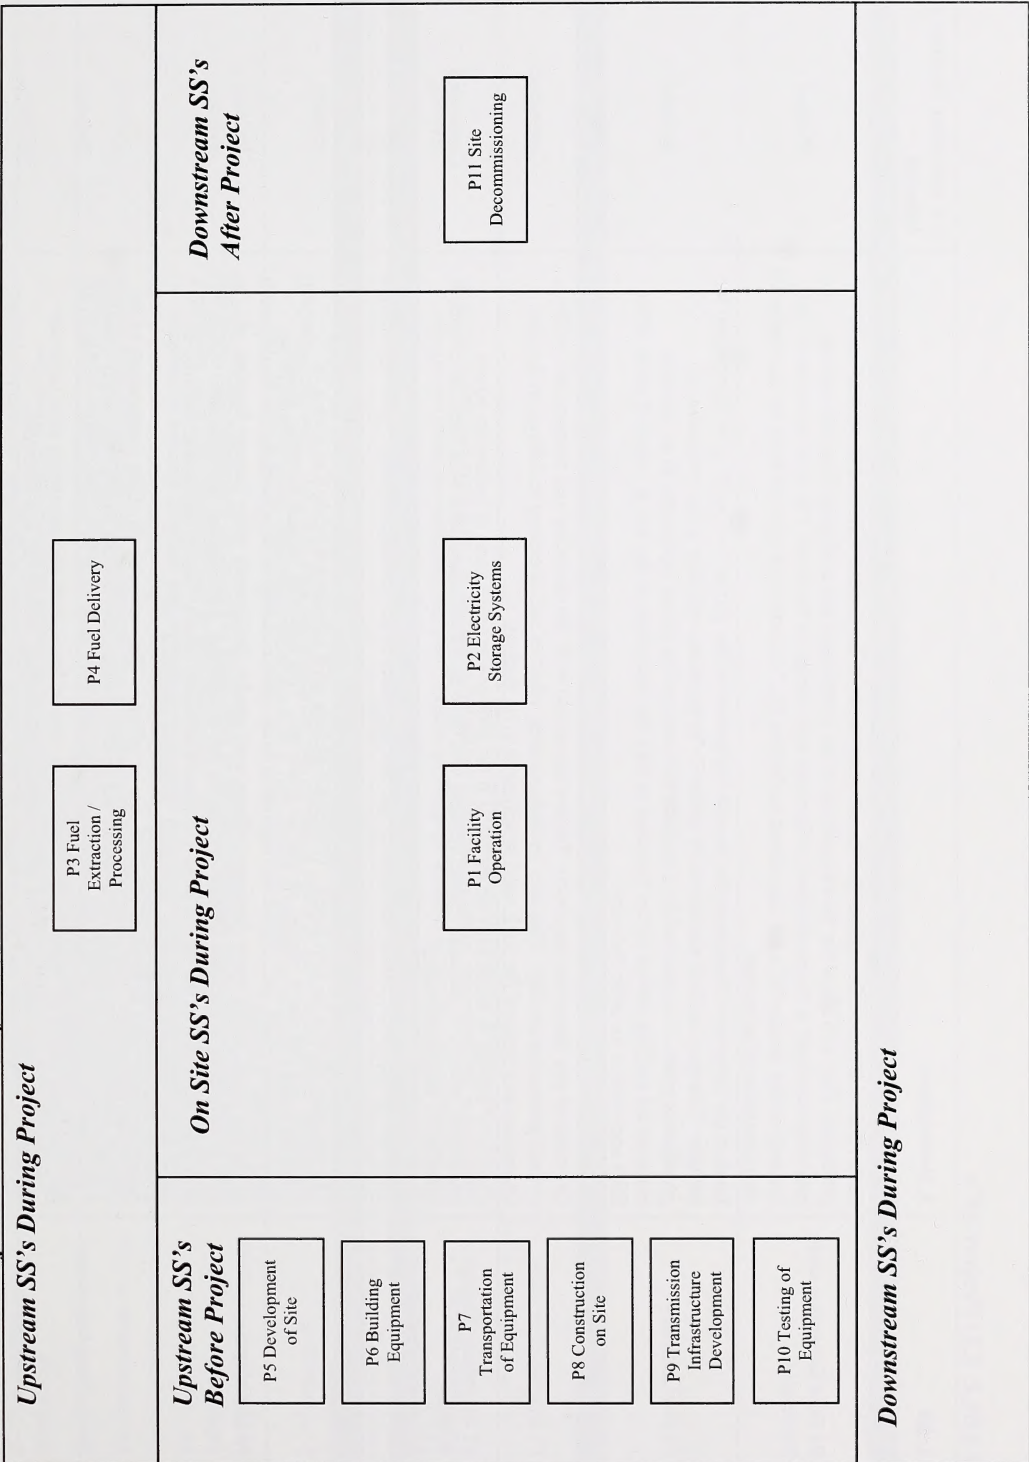 Upstream SS's During Project
P3 Fuel
Extraction /
Processing
P4 Fuel Delivery
Upstream SS's
Before Project
P5 Development
of Site
P6 Building
Equipment
P7
Transportation
of Equipment
P8 Construction
on Site
P9 Transmission
Infrastructure
Development
P10 Testing of
Equipment
On Site SS's During Project
P1 Facility
Operation
P2 Electricity
Storage Systems
Downstream SS's
After Project
P11 Site
Decommissioning
Downstream SS's During Project